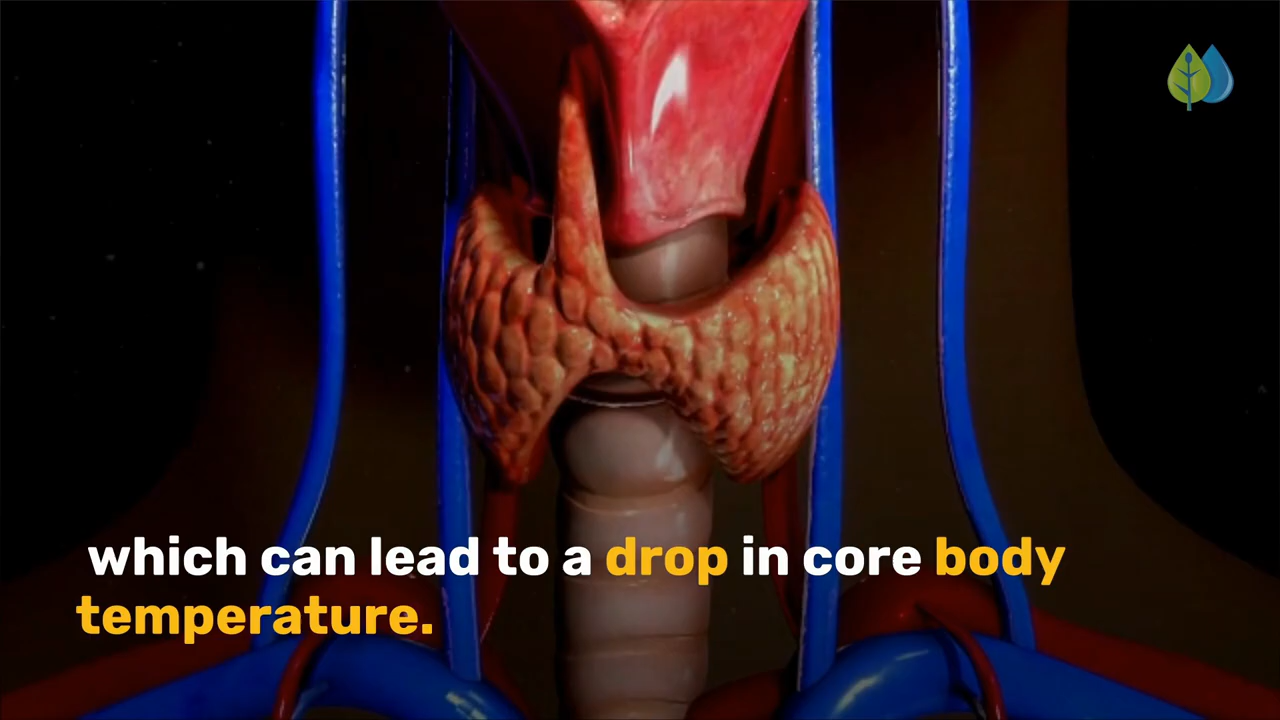 which can lead to a drop in core body
temperature.